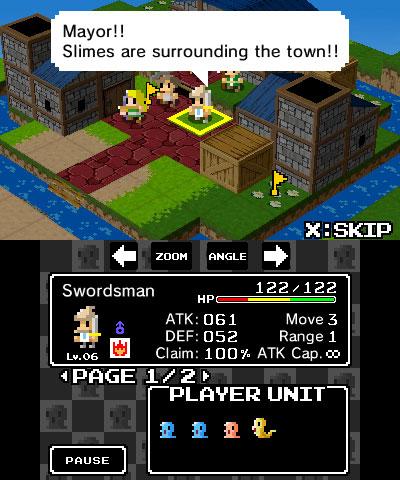 Mayor!!
Slimes are surrounding the town!!
X:SKIP
ZOOM
ANGLE
Swordsman
122/122
HP
ATK: 061
Move 3
DEF: 052
Range 1
Lv.06
Claim: 100%
ATK Cap. ∞
PAGE 1/2
PLAYER UNIT
PAUSE